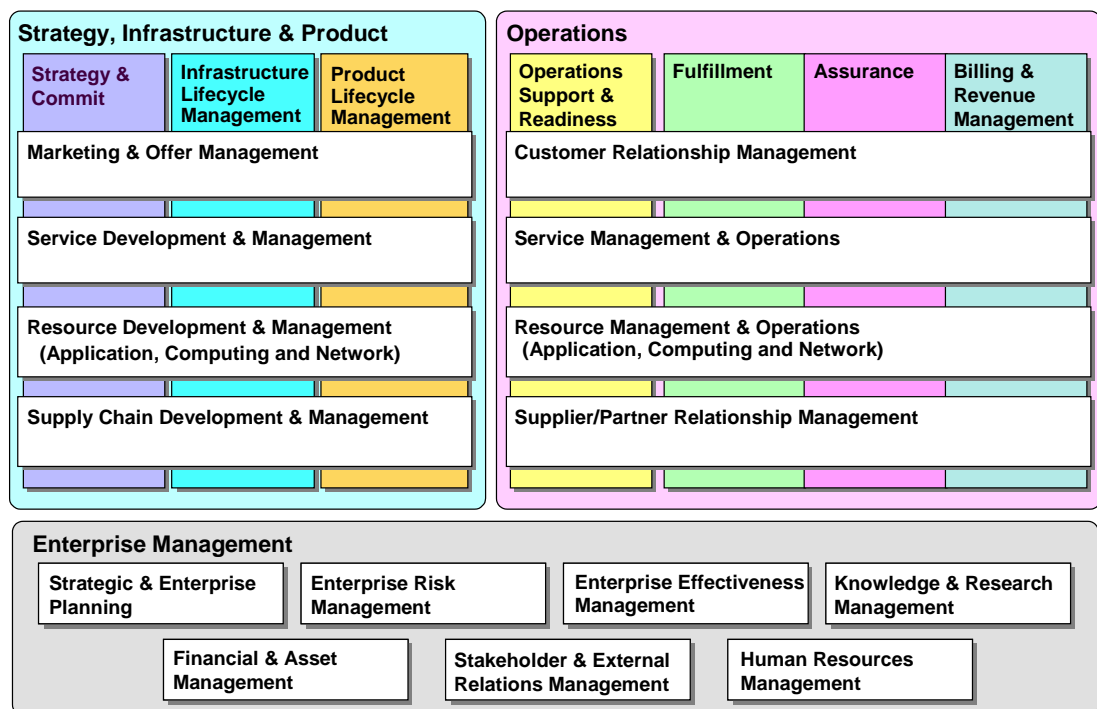 Strategy, Infrastructure & Product
Strategy &
Commit
Infrastructure
Lifecycle
Management
Product
Lifecycle
Management
Marketing & Offer Management
Service Development & Management
Resource Development & Management
(Application, Computing and Network)
Supply Chain Development & Management
Operations
Operations
Support &
Readiness
Fulfillment
Assurance
Billing &
Revenue
Management
Customer Relationship Management
Service Management & Operations
Resource Management & Operations
(Application, Computing and Network)
Supplier/Partner Relationship Management
Enterprise Management
Strategic & Enterprise
Planning
Enterprise Risk
Management
Enterprise Effectiveness
Management
Knowledge & Research
Management
Financial & Asset
Management
Stakeholder & External
Relations Management
Human Resources
Management